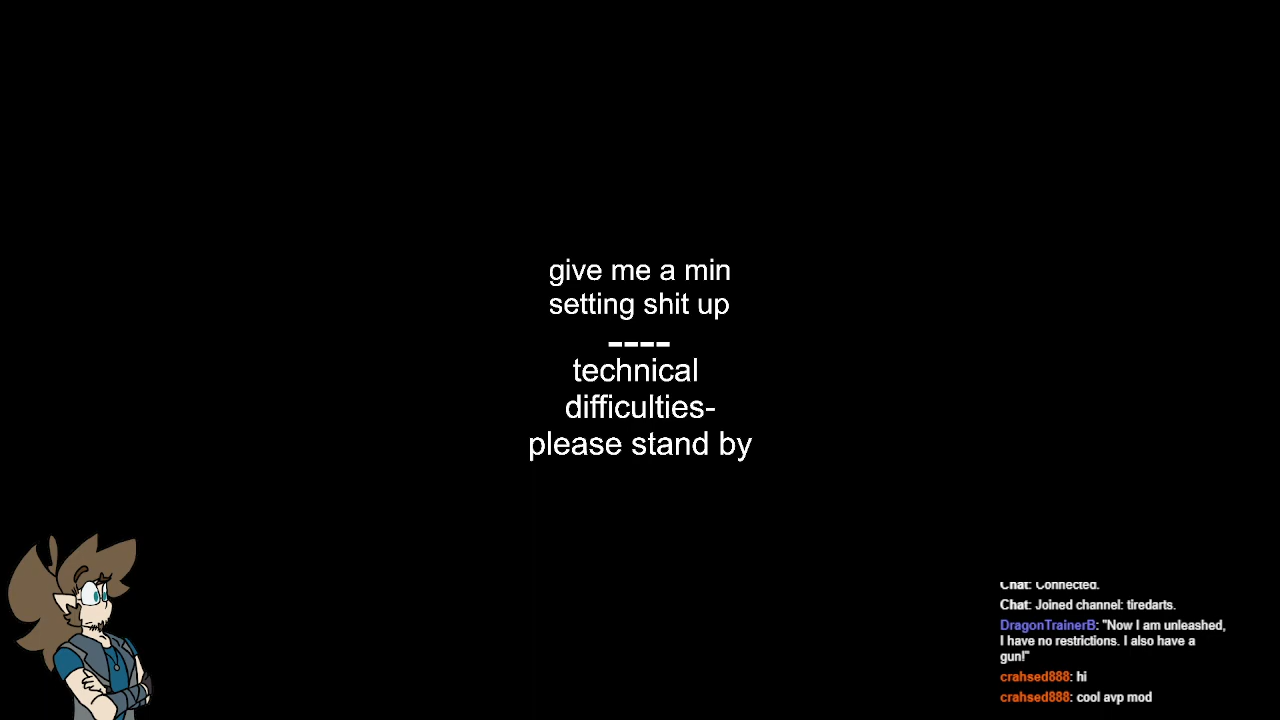 give me a min
setting shit up
----
technical
difficulties-
please stand by
Chat: Connected.
Chat: Joined channel: tiredarts.
DragonTrainerB: "Now I am unleashed,
I have no restrictions. I also have a
gun!"
crahsed888: hi
crahsed888: cool avp mod